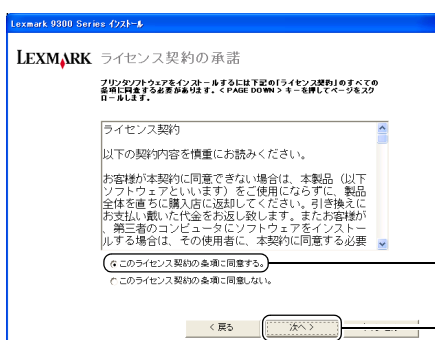 Lexmark 9300 Series インストール
LEXMARK ライセンス契約の承諾
プリンタソフトウェアをインストールするには下記の「ライセンス契約」のすべての
条項に同意する必要があります。< PAGE DOWN > キーを押してページをスク
ロールします。
ライセンス契約
以下の契約内容を慎重にお読みください。
お客様が本契約に同意できない場合は、本製品（以下
ソフトウェアといいます）をご使用にならずに、製品
全体を直ちに購入店に返却してください。引き換えに
お支払い戴いた代金をお返し致します。またお客様が
、第三者のコンピュータにソフトウェアをインストー
ルする場合は、その使用者に、本契約に同意する必要
このライセンス契約の条項に同意する。
このライセンス契約の条項に同意しない。
< 戻る 次へ >